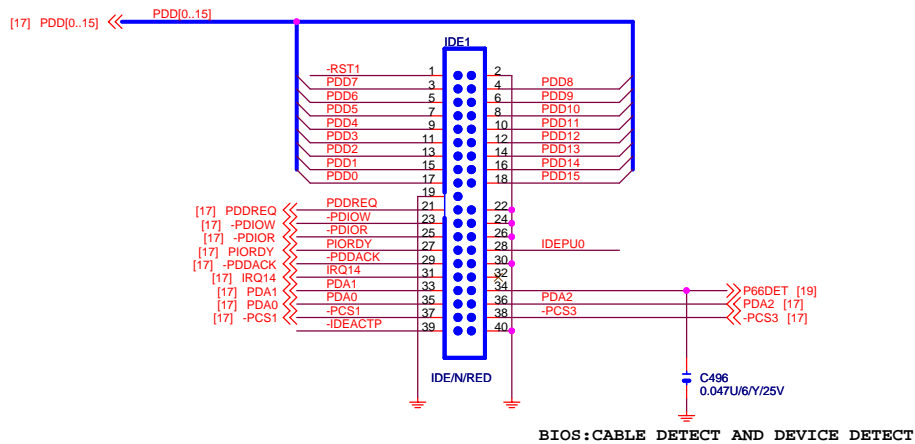 [17] PDD[0..15] PDD[0..15]
IDE1
-RST1 1 2
PDD7 3 4 PDD8
PDD6 5 6 PDD9
PDD5 7 8 PDD10
PDD4 9 10 PDD11
PDD3 11 12 PDD12
PDD2 13 14 PDD13
PDD1 15 16 PDD14
PDD0 17 18 PDD15
19
[17] PDDREQ PDDREQ 21 22
[17] -PDIOW -PDIOW 23 24
[17] -PDIOR -PDIOR 25 26
[17] PIORDY PIORDY 27 28 IDEPU0
[17] -PDDACK -PDDACK 29 30
[17] IRQ14 IRQ14 31 32
[17] PDA1 PDA1 33 34 P66DET [19]
[17] PDA0 PDA0 35 36 PDA2 PDA2 [17]
[17] -PCS1 -PCS1 37 38 -PCS3 -PCS3 [17]
-IDEACTP 39 40
IDE/N/RED
C496
0.047U/6/Y/25V
BIOS:CABLE DETECT AND DEVICE DETECT